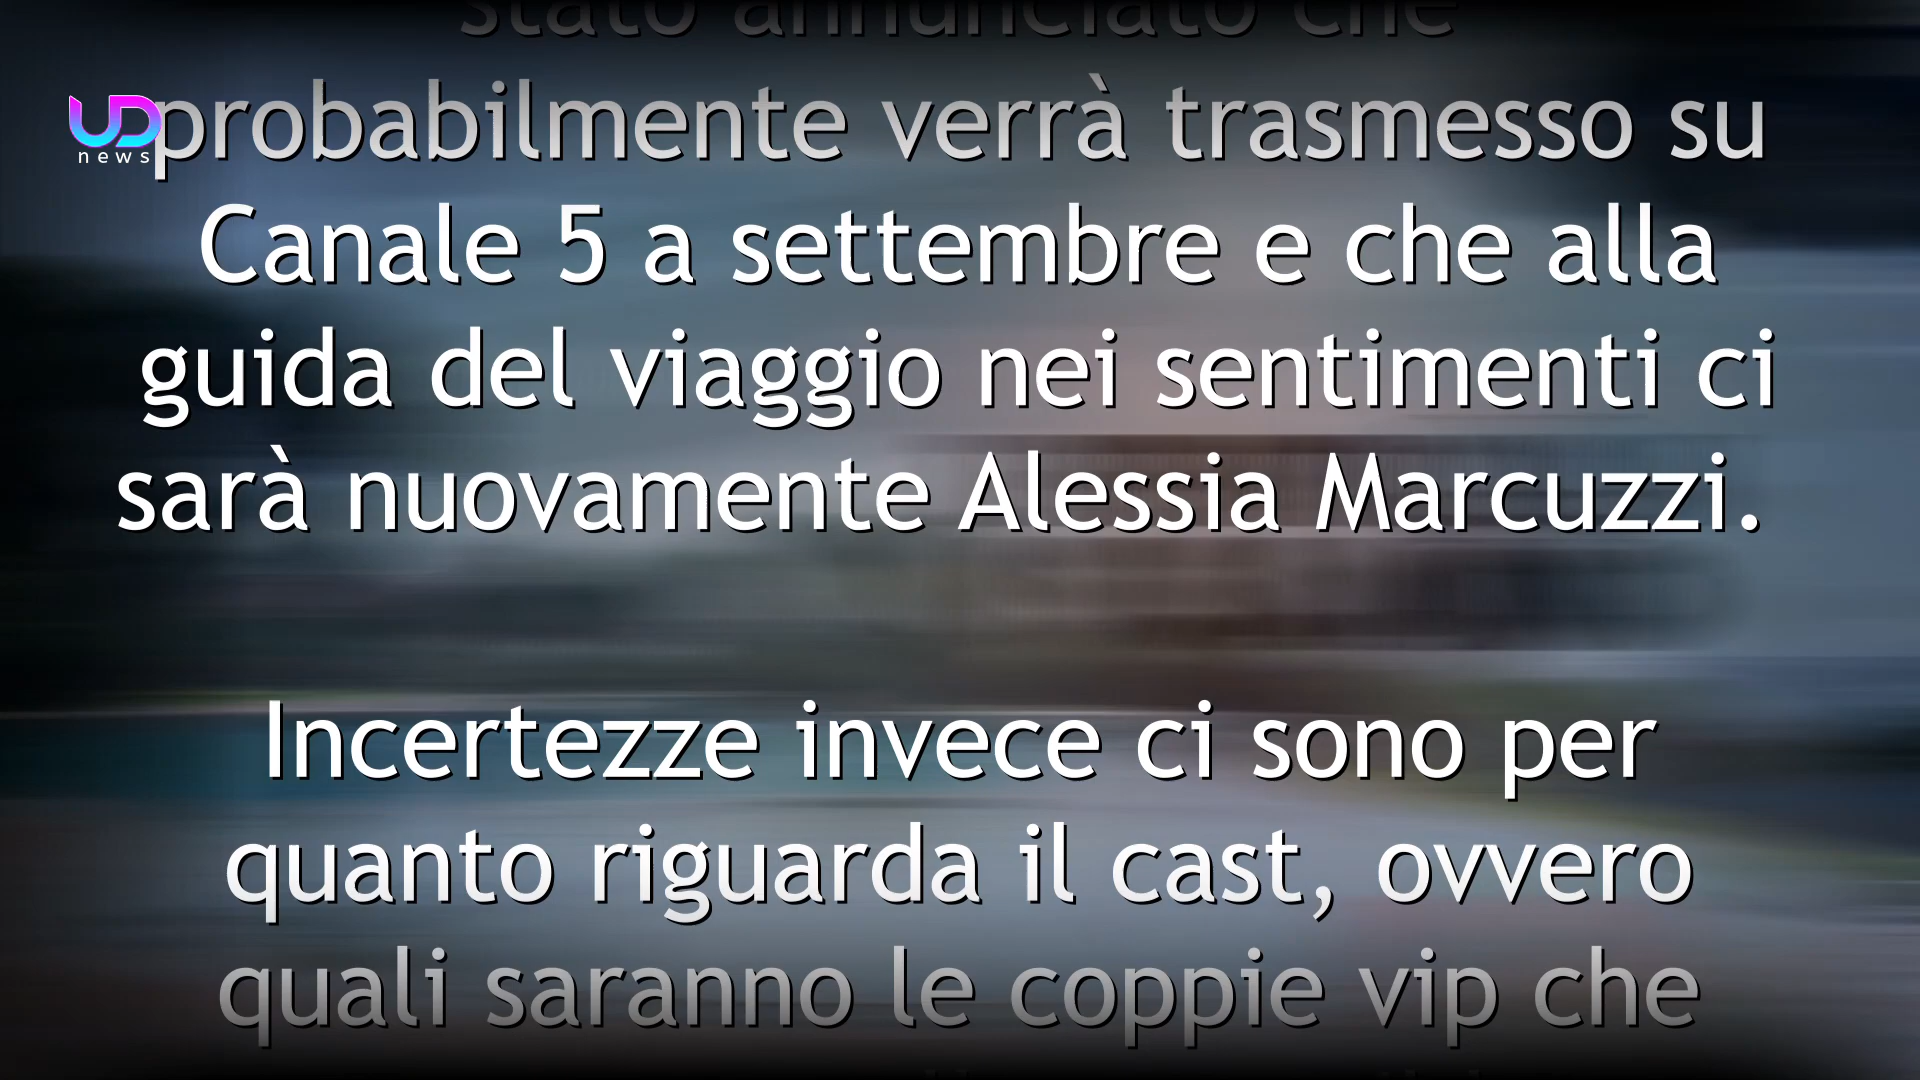 stato annunciato che
UD
news
probabilmente verrà trasmesso su
Canale 5 a settembre e che alla
guida del viaggio nei sentimenti ci
sarà nuovamente Alessia Marcuzzi.
Incertezze invece ci sono per
quanto riguarda il cast, ovvero
quali saranno le coppie vip che